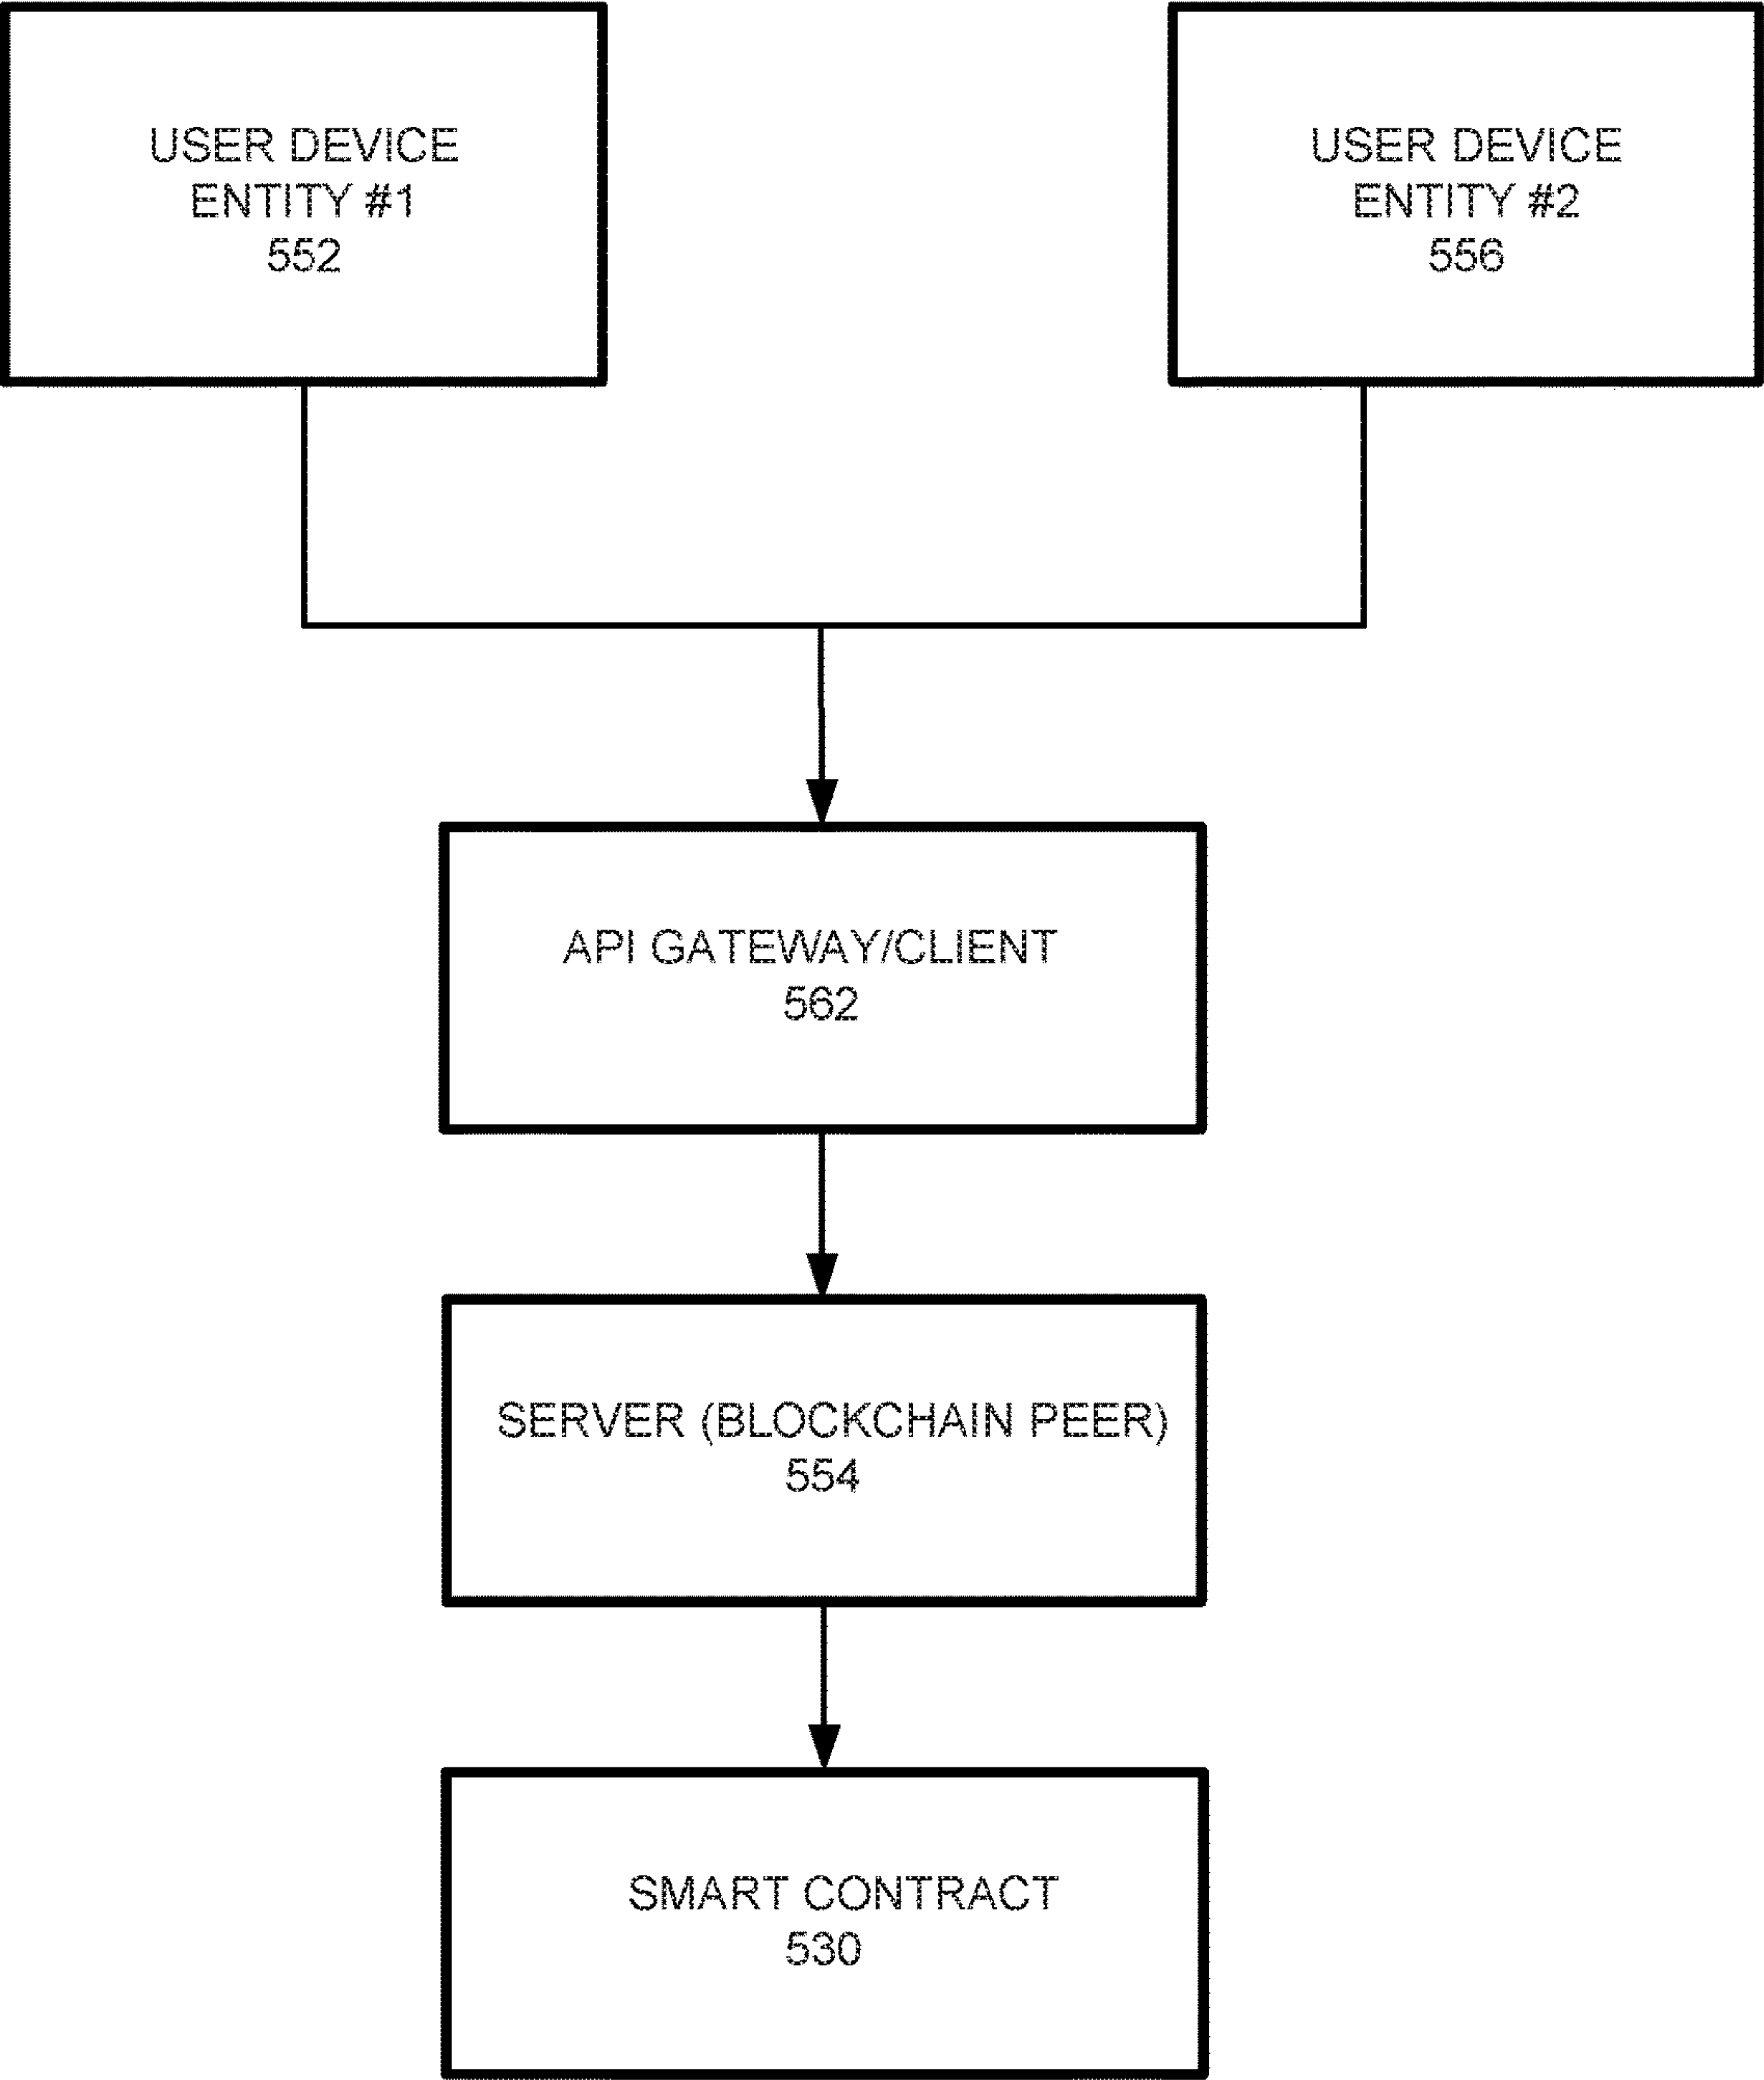 USER DEVICE
ENTITY #1
552
USER DEVICE
ENTITY #2
556
API GATEWAY/CLIENT
562
SERVER (BLOCKCHAIN PEER)
554
SMART CONTRACT
530